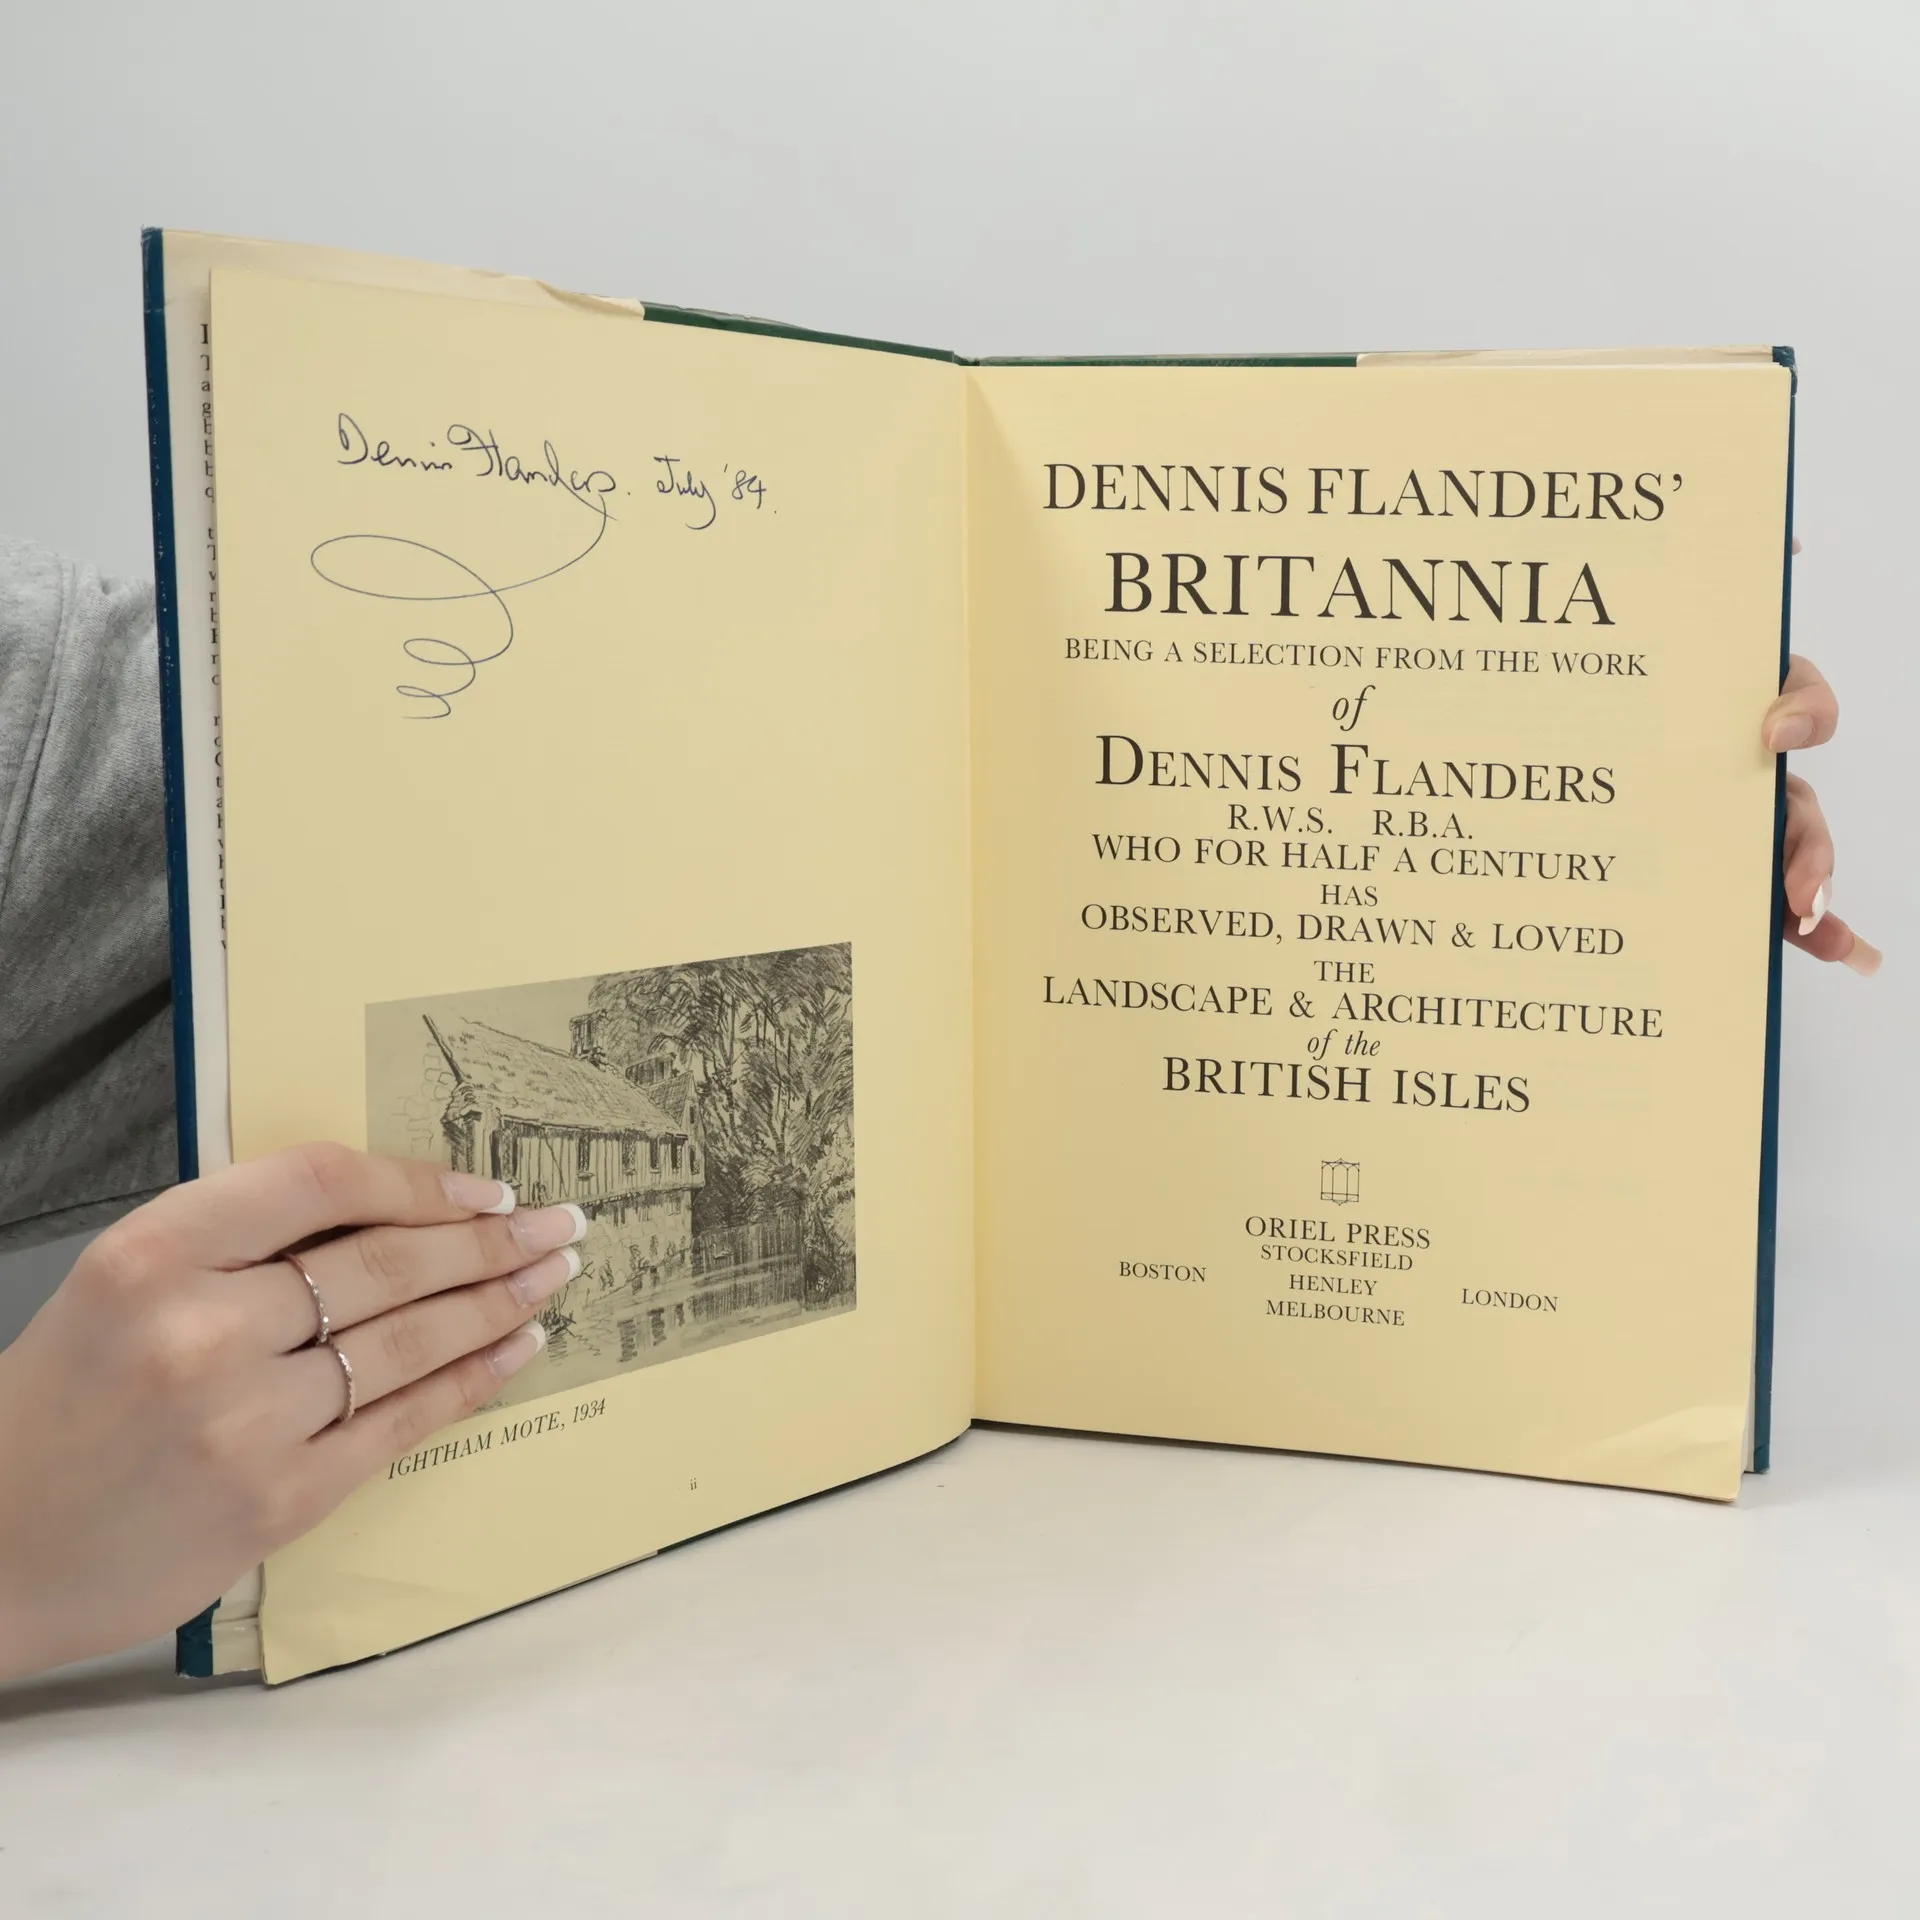 Dennis Flanders. July '84.
IGHTHAM MOTE, 1934
ii
DENNIS FLANDERS'
BRITANNIA
BEING A SELECTION FROM THE WORK
of
DENNIS FLANDERS
R.W.S. R.B.A.
WHO FOR HALF A CENTURY
HAS
OBSERVED, DRAWN & LOVED
THE
LANDSCAPE & ARCHITECTURE
of the
BRITISH ISLES
ORIEL PRESS
STOCKSFIELD
BOSTON HENLEY LONDON
MELBOURNE